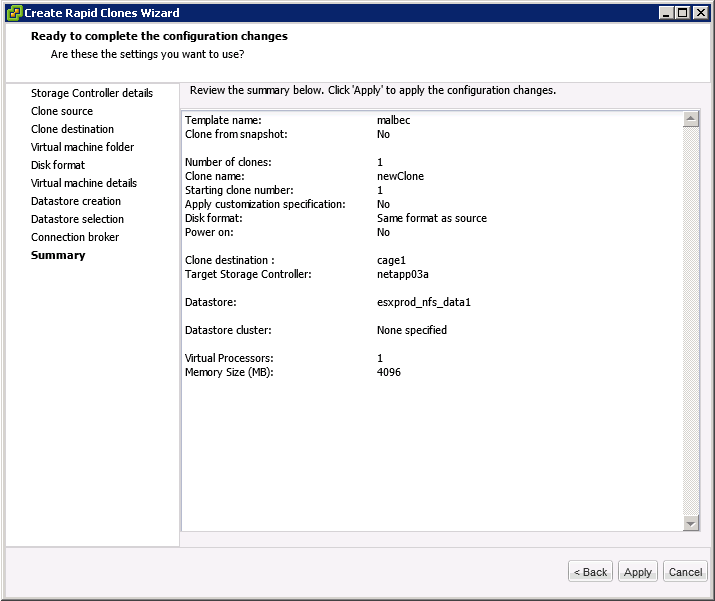 Create Rapid Clones Wizard
Ready to complete the configuration changes
Are these the settings you want to use?
Storage Controller details
Clone source
Clone destination
Virtual machine folder
Disk format
Virtual machine details
Datastore creation
Datastore selection
Connection broker
Summary
Review the summary below. Click 'Apply' to apply the configuration changes.
Template name: malbec
Clone from snapshot: No
Number of clones: 1
Clone name: newClone
Starting clone number: 1
Apply customization specification: No
Disk format: Same format as source
Power on: No
Clone destination : cage1
Target Storage Controller: netapp03a
Datastore: esxprod_nfs_data1
Datastore cluster: None specified
Virtual Processors: 1
Memory Size (MB): 4096
< Back Apply Cancel